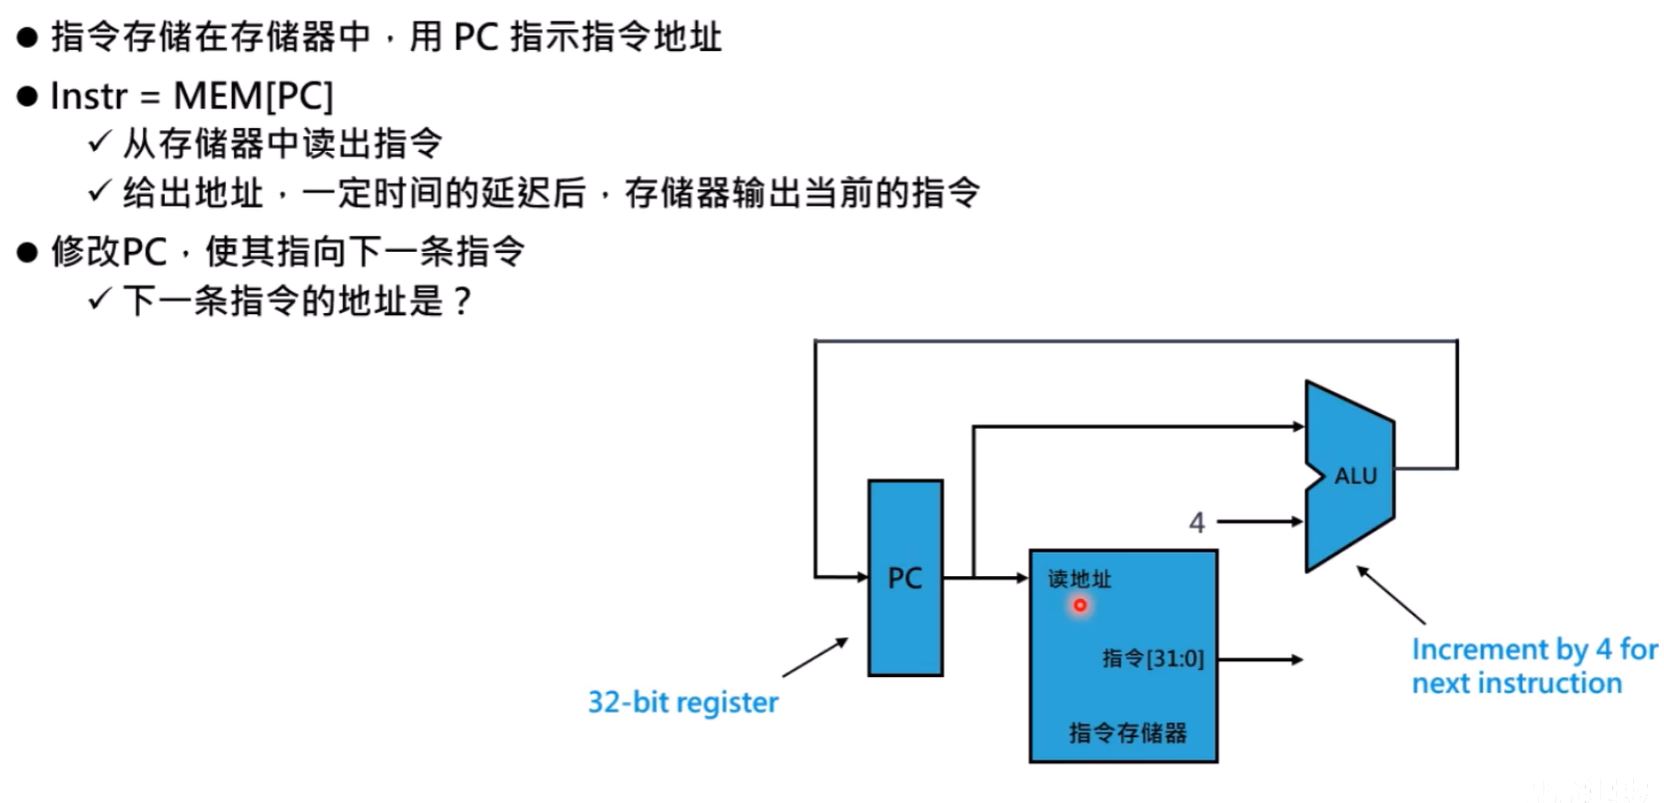 ● 指令存储在存储器中，用 PC 指示指令地址
● Instr = MEM[PC]
✓ 从存储器中读出指令
✓ 给出地址，一定时间的延迟后，存储器输出当前的指令
● 修改PC，使其指向下一条指令
✓ 下一条指令的地址是？
ALU
4
PC
读地址
指令[31:0]
指令存储器
32-bit register
Increment by 4 for
next instruction